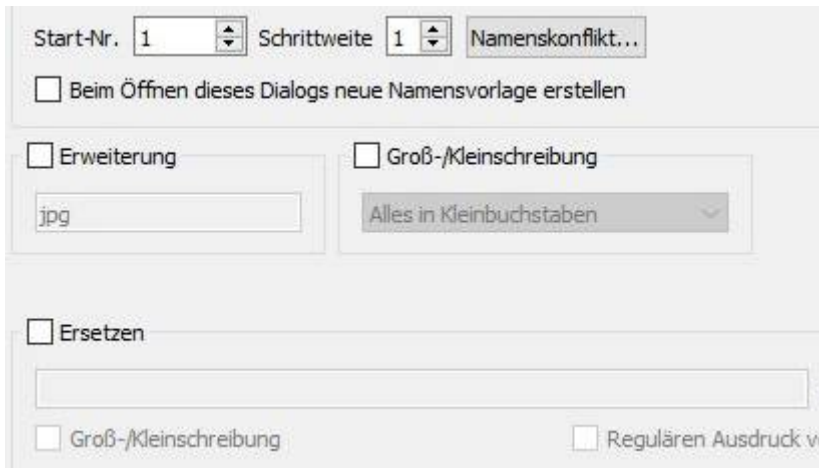 Start-Nr. 1 Schrittweite 1 Namenskonflikt...
Beim Öffnen dieses Dialogs neue Namensvorlage erstellen
Erweiterung Groß-/Kleinschreibung
jpg Alles in Kleinbuchstaben
Ersetzen
Groß-/Kleinschreibung Regulären Ausdruck